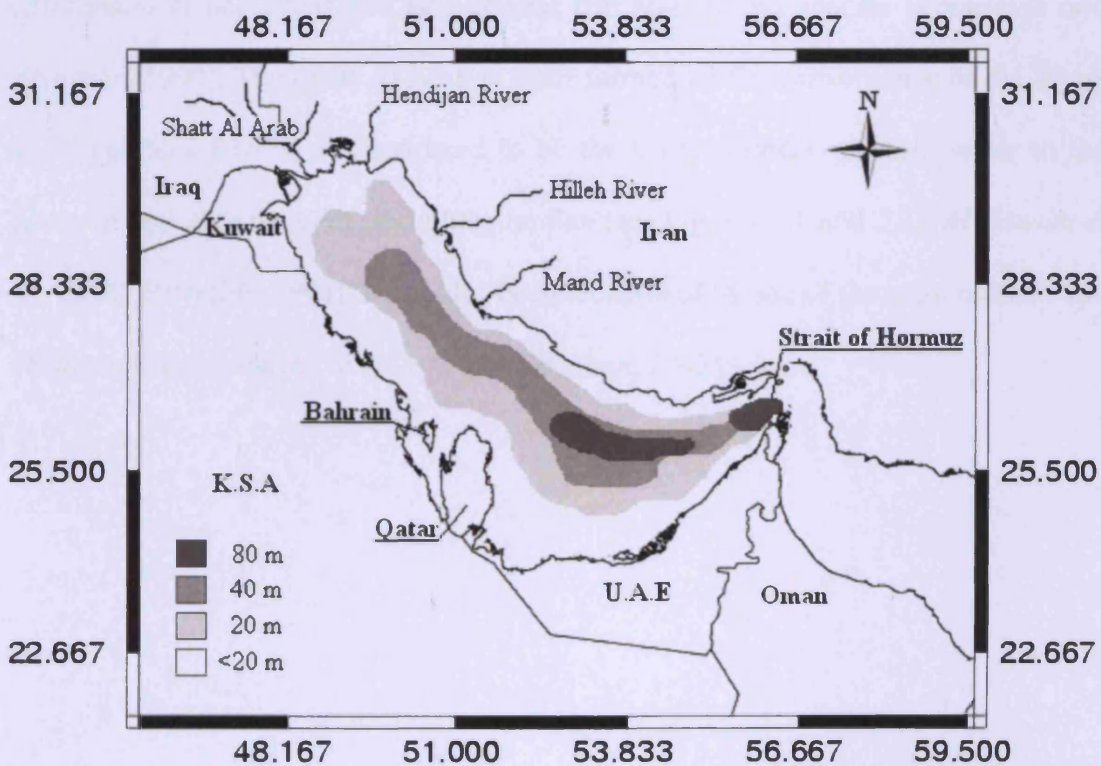 48.167 51.000 53.833 56.667 59.500
31.167 31.167
Hendijan River
N
Shatt Al Arab
Iraq
Hilleh River
Kuwait
Iran
Mand River
28.333 28.333
Strait of Hormuz
Bahrain
25.500 25.500
K.S.A
Qatar
80 m
40 m
U.A.E
Oman
20 m
<20 m
22.667 22.667
48.167 51.000 53.833 56.667 59.500